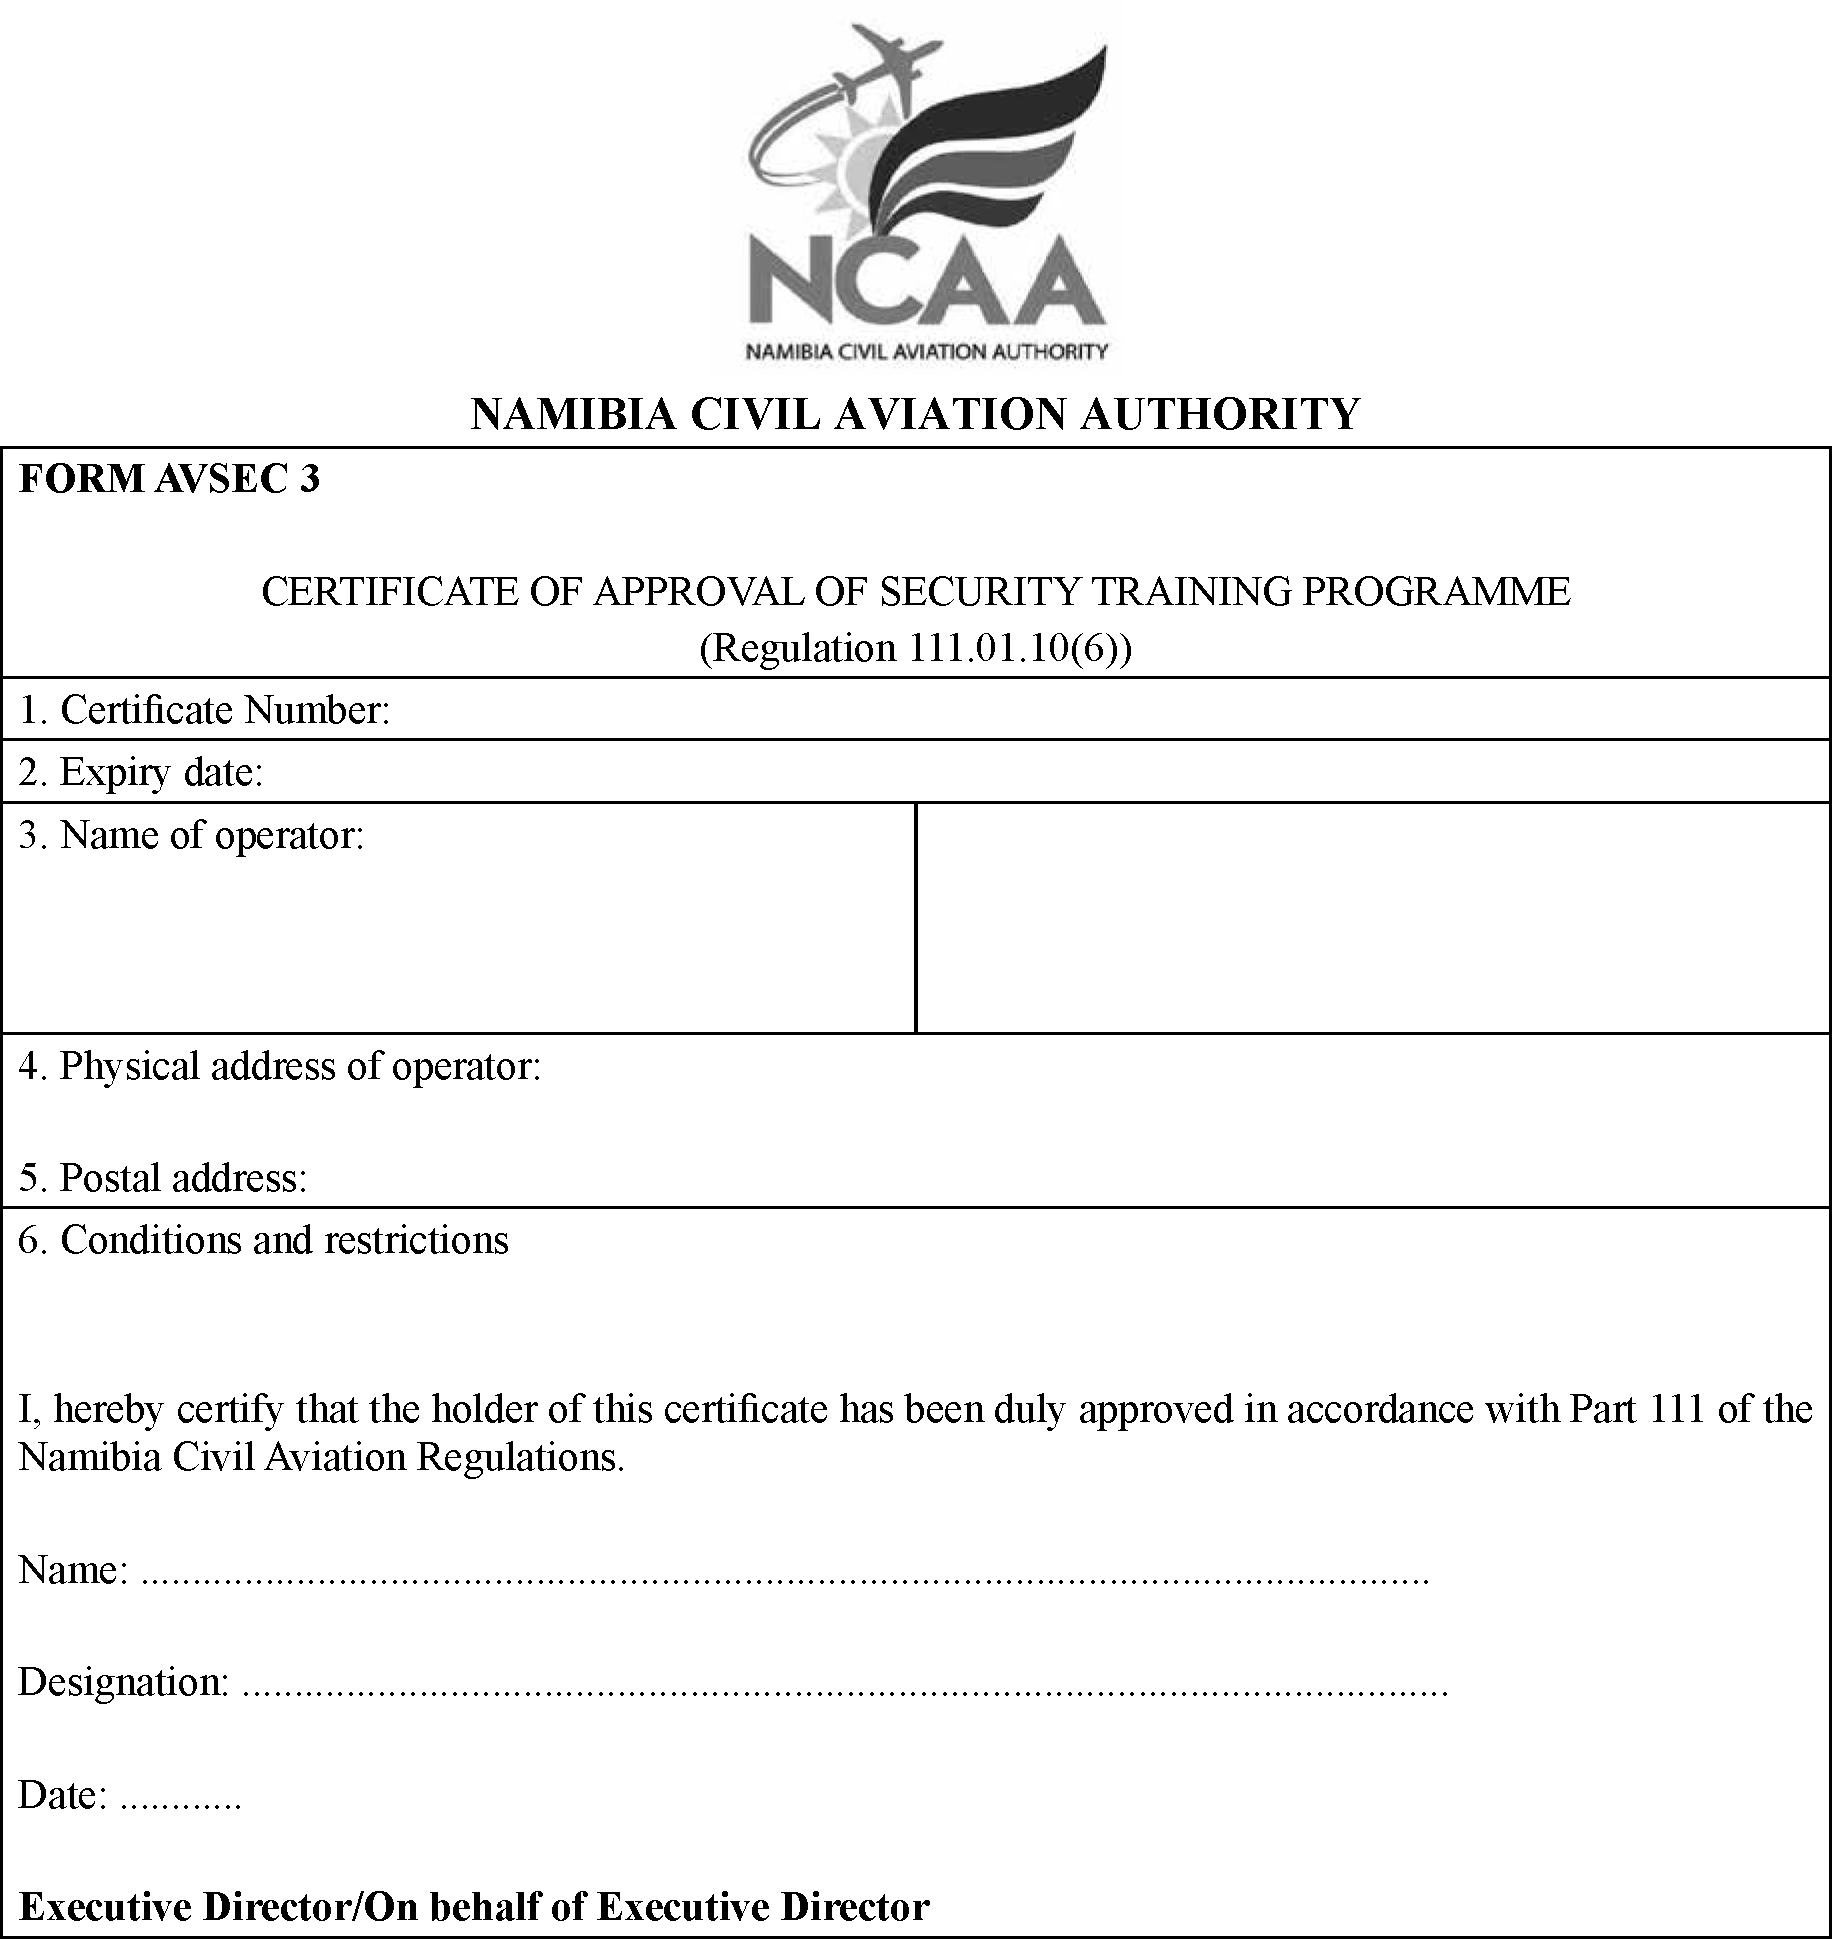 NCAA
NAMIBIA CIVIL AVIATION AUTHORITY
NAMIBIA CIVIL AVIATION AUTHORITY
FORM AVSEC 3
CERTIFICATE OF APPROVAL OF SECURITY TRAINING PROGRAMME
(Regulation 111.01.10(6))
1. Certificate Number:
2. Expiry date:
3. Name of operator:
4. Physical address of operator:
5. Postal address:
6. Conditions and restrictions
I, hereby certify that the holder of this certificate has been duly approved in accordance with Part 111 of the
Namibia Civil Aviation Regulations.
Name: ............................................................................................................................
Designation: ....................................................................................................................
Date: ............
Executive Director/On behalf of Executive Director